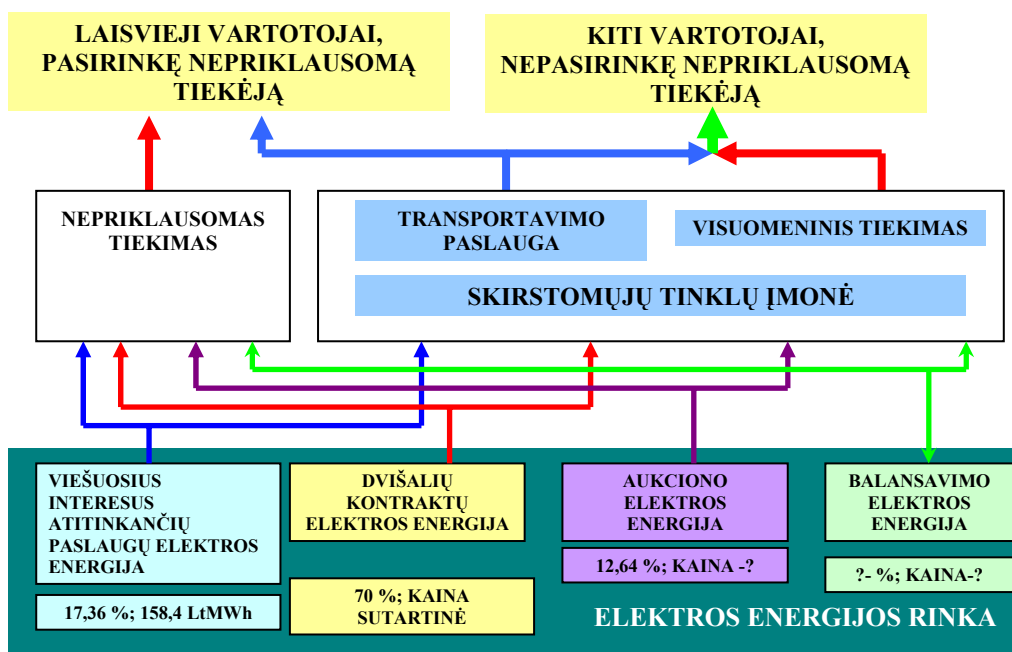 LAISVIEJI VARTOTOJAI,
PASIRINKĘ NEPRIKLAUSOMĄ
TIEKĖJĄ
KITI VARTOTOJAI,
NEPASIRINKĘ NEPRIKLAUSOMĄ
TIEKĖJĄ
NEPRIKLAUSOMAS
TIEKIMAS
TRANSPORTAVIMO
PASLAUGA
VISUOMENINIS TIEKIMAS
SKIRSTOMŲJŲ TINKLŲ ĮMONĖ
VIEŠUOSIUS
INTERESUS
ATITINKANČIŲ
PASLAUGŲ ELEKTROS
ENERGIJA
17,36 %; 158,4 LtMWh
DVIŠALIŲ
KONTRAKTŲ
ELEKTROS ENERGIJA
70 %; KAINA
SUTARTINĖ
AUKCIONO
ELEKTROS
ENERGIJA
12,64 %; KAINA -?
BALANSAVIMO
ELEKTROS
ENERGIJA
?- %; KAINA-?
ELEKTROS ENERGIJOS RINKA